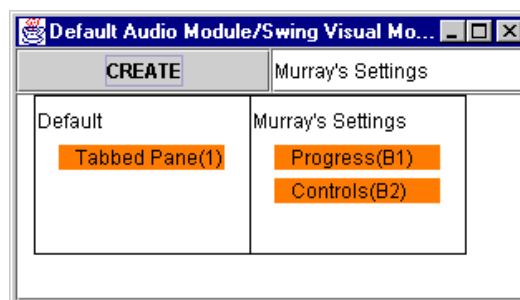 Default Audio Module/Swing Visual Mo...
CREATE
Murray's Settings
Default
Tabbed Pane(1)
Murray's Settings
Progress(B1)
Controls(B2)